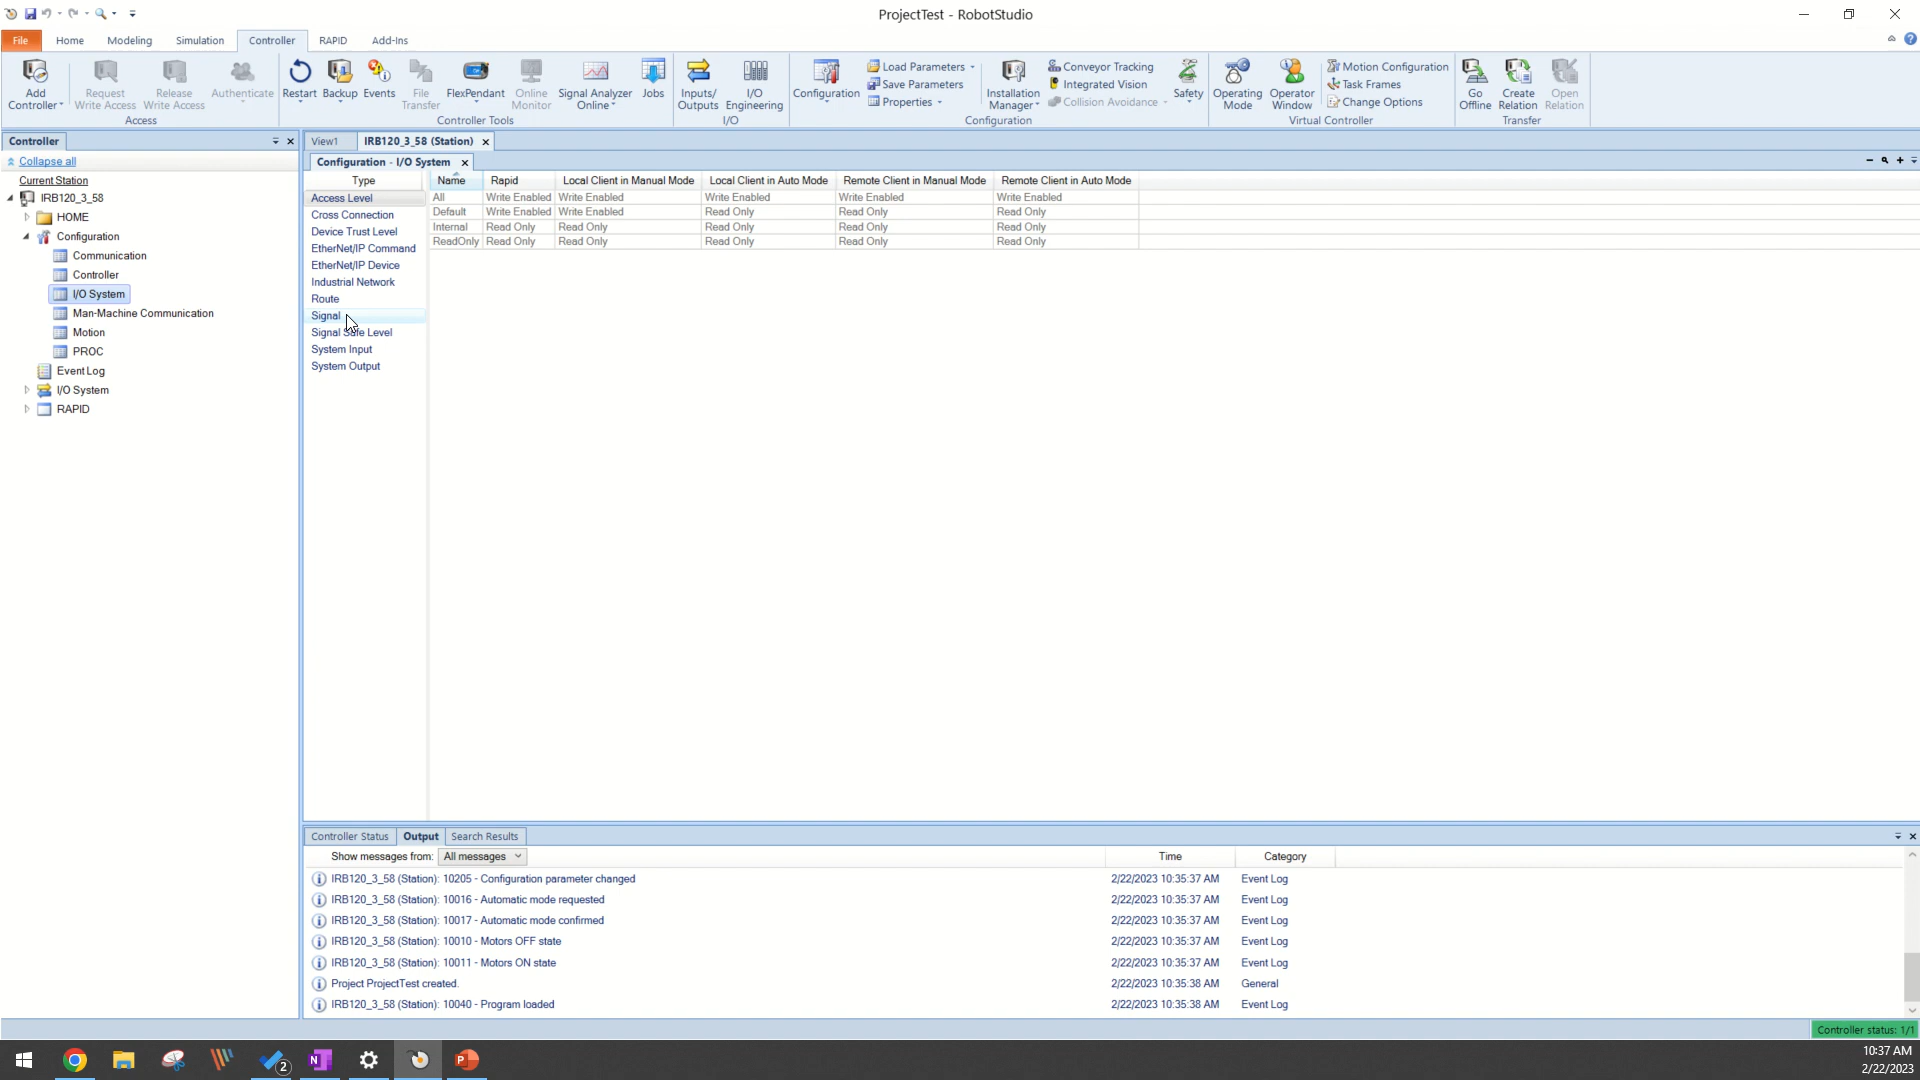 ProjectTest - RobotStudio
File Home Modeling Simulation Controller RAPID Add-Ins
Add Controller
Request Write Access
Release Write Access
Authenticate
Access
Restart
Backup
Events
File Transfer
FlexPendant
Online Monitor
Signal Analyzer Online
Jobs
Controller Tools
Inputs/ Outputs
I/O Engineering
I/O
Configuration
Load Parameters
Save Parameters
Properties
Installation Manager
Conveyor Tracking
Integrated Vision
Collision Avoidance
Safety
Configuration
Operating Mode
Operator Window
Motion Configuration
Task Frames
Change Options
Virtual Controller
Go Offline
Create Relation
Open Relation
Transfer
Controller
Collapse all
Current Station
IRB120_3_58
HOME
Configuration
Communication
Controller
I/O System
Man-Machine Communication
Motion
PROC
Event Log
I/O System
RAPID
View1 IRB120_3_58 (Station)
Configuration - I/O System
Type
Access Level
Cross Connection
Device Trust Level
EtherNet/IP Command
EtherNet/IP Device
Industrial Network
Route
Signal
Signal Safe Level
System Input
System Output
Name Rapid Local Client in Manual Mode Local Client in Auto Mode Remote Client in Manual Mode Remote Client in Auto Mode
All Write Enabled Write Enabled Write Enabled Write Enabled Write Enabled
Default Write Enabled Write Enabled Read Only Read Only Read Only
Internal Read Only Read Only Read Only Read Only Read Only
ReadOnly Read Only Read Only Read Only Read Only Read Only
Controller Status Output Search Results
Show messages from: All messages Time Category
IRB120_3_58 (Station): 10205 - Configuration parameter changed 2/22/2023 10:35:37 AM Event Log
IRB120_3_58 (Station): 10016 - Automatic mode requested 2/22/2023 10:35:37 AM Event Log
IRB120_3_58 (Station): 10017 - Automatic mode confirmed 2/22/2023 10:35:37 AM Event Log
IRB120_3_58 (Station): 10010 - Motors OFF state 2/22/2023 10:35:37 AM Event Log
IRB120_3_58 (Station): 10011 - Motors ON state 2/22/2023 10:35:37 AM Event Log
Project ProjectTest created. 2/22/2023 10:35:38 AM General
IRB120_3_58 (Station): 10040 - Program loaded 2/22/2023 10:35:38 AM Event Log
Controller status: 1/1
2
10:37 AM
2/22/2023